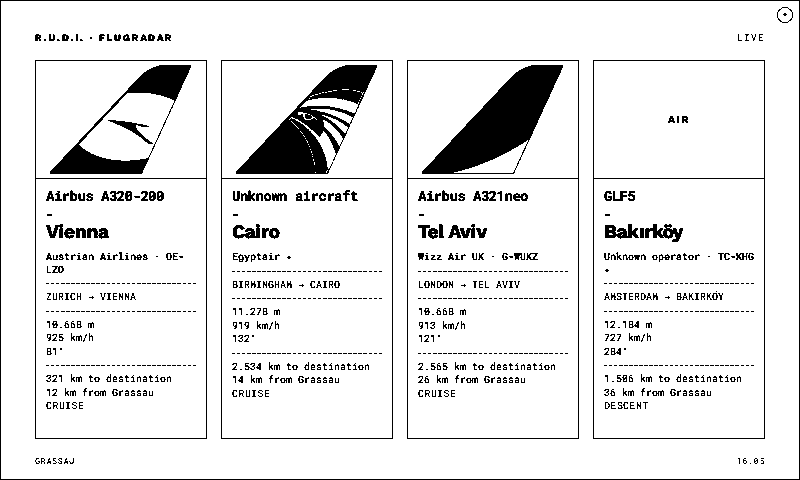 R.U.D.I. · FLUGRADAR
LIVE
Airbus A320-200
-
Vienna
Austrian Airlines · OE-
LZO
ZURICH → VIENNA
10.668 m
925 km/h
81°
321 km to destination
12 km from Grassau
CRUISE
Unknown aircraft
-
Cairo
Egyptair ·
BIRMINGHAM → CAIRO
11.278 m
919 km/h
132°
2.534 km to destination
14 km from Grassau
CRUISE
Airbus A321neo
-
Tel Aviv
Wizz Air UK · G-WUKZ
LONDON → TEL AVIV
10.668 m
913 km/h
121°
2.565 km to destination
26 km from Grassau
CRUISE
AIR
GLF5
-
Bakırköy
Unknown operator · TC-KHG
·
AMSTERDAM → BAKIRKÖY
12.184 m
727 km/h
284°
1.506 km to destination
36 km from Grassau
DESCENT
GRASSAU
16.05